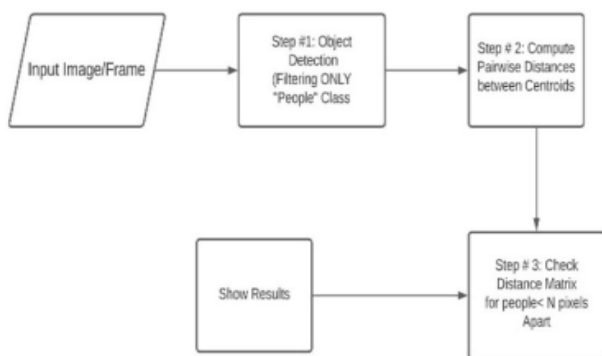 Input Image/Frame
Step #1: Object
Detection
(Filtering ONLY
"People" Class
Step # 2: Compute
Pairwise Distances
between Centroids
Show Results
Step # 3: Check
Distance Matrix
for people< N pixels
Apart